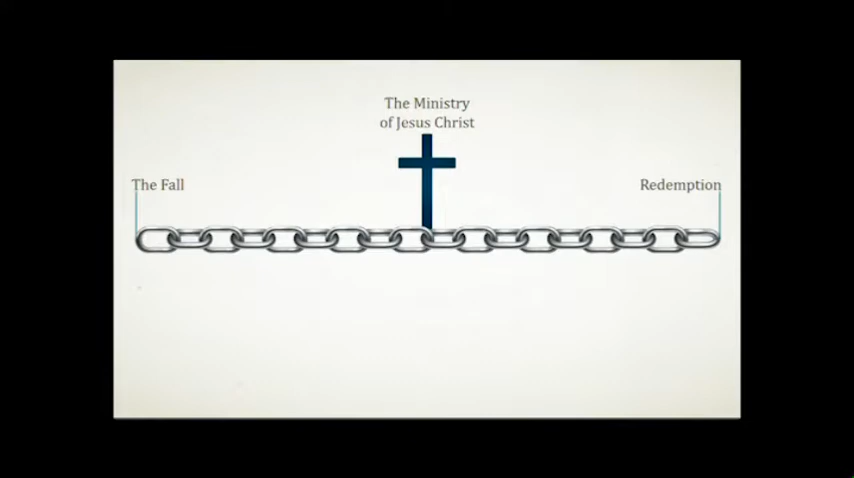 The Ministry
of Jesus Christ
The Fall
Redemption